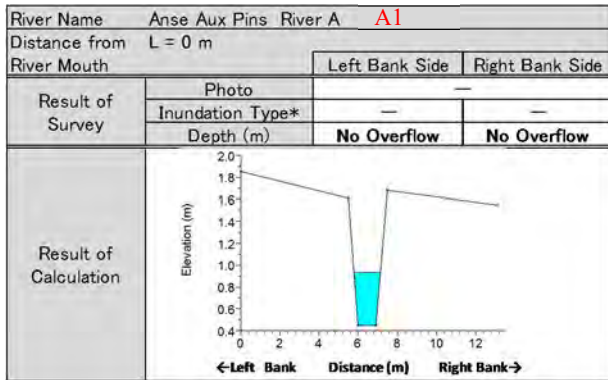 River Name Anse Aux Pins River A A1
Distance from L = 0 m
River Mouth Left Bank Side Right Bank Side
Result of Survey Photo —
Inundation Type* — —
Depth (m) No Overflow No Overflow
Result of Calculation
Elevation (m)
2.0
1.8
1.6
1.4
1.2
1.0
0.8
0.6
0.4
0 2 4 6 8 10 12
←Left Bank Distance (m) Right Bank→